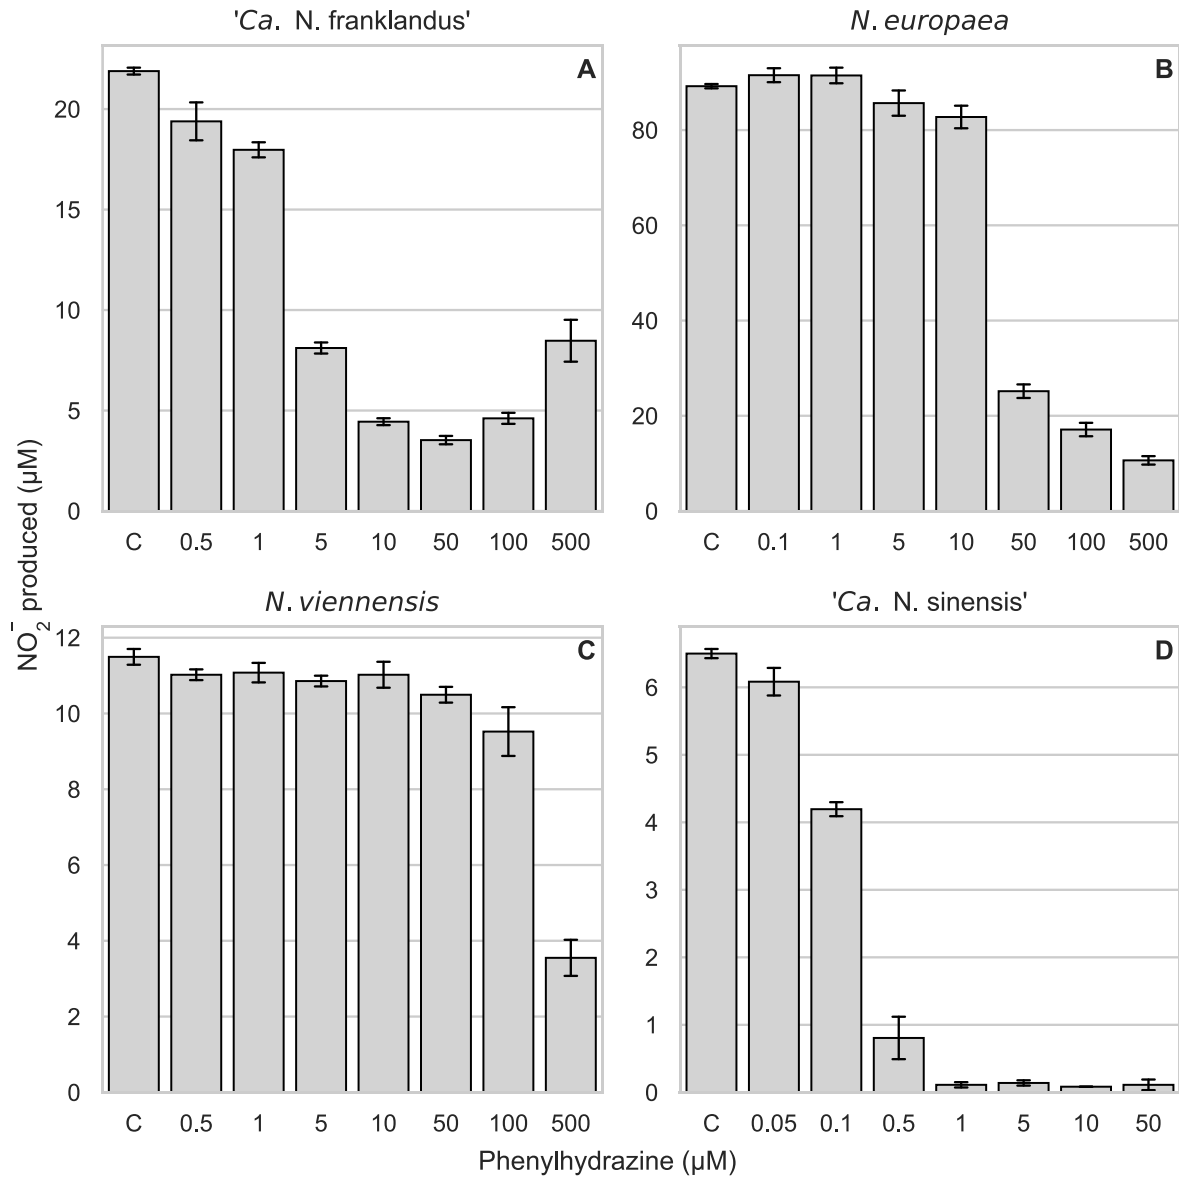 'Ca. N. franklandus'
A
20
15
10
5
0
C 0.5 1 5 10 50 100 500
N. europaea
B
80
60
40
20
0
C 0.1 1 5 10 50 100 500
NO₂⁻ produced (µM)
N. viennensis
C
12
10
8
6
4
2
0
C 0.5 1 5 10 50 100 500
'Ca. N. sinensis'
D
6
5
4
3
2
1
0
C 0.05 0.1 0.5 1 5 10 50
Phenylhydrazine (µM)